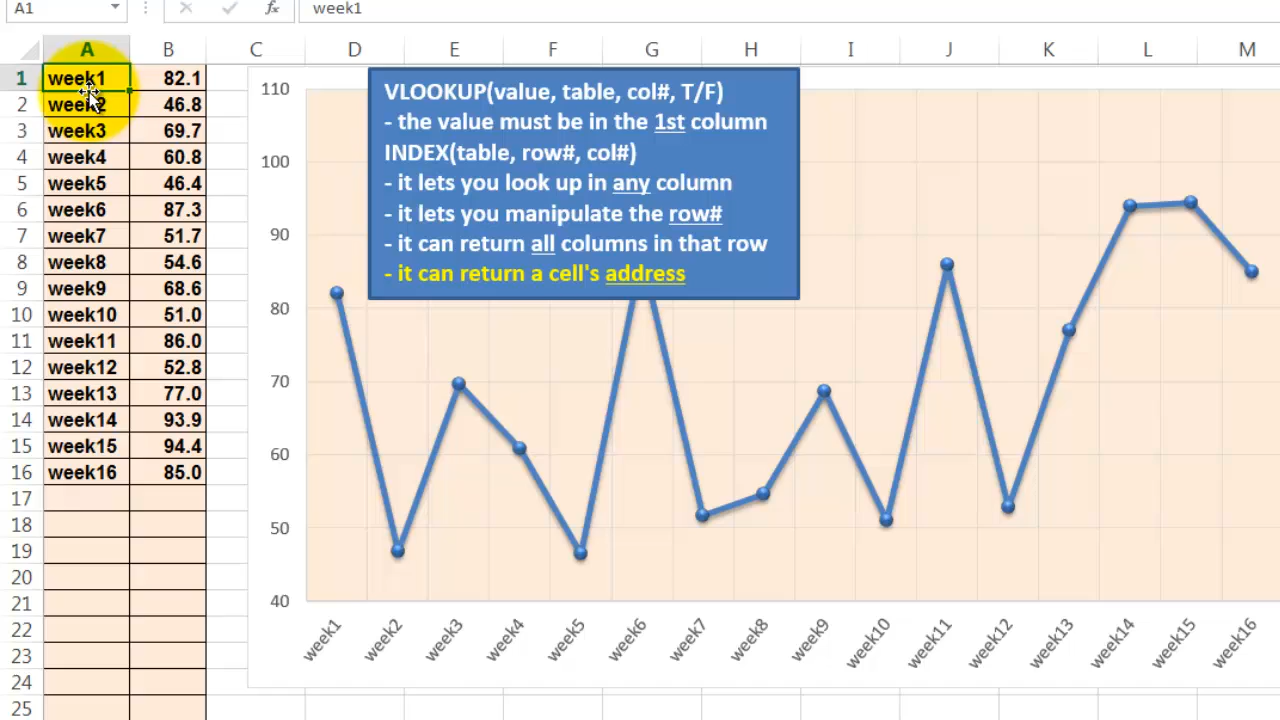 A1 fx week1
A B C D E F G H I J K L M
1 week1 82.1
2 week2 46.8
3 week3 69.7
4 week4 60.8
5 week5 46.4
6 week6 87.3
7 week7 51.7
8 week8 54.6
9 week9 68.6
10 week10 51.0
11 week11 86.0
12 week12 52.8
13 week13 77.0
14 week14 93.9
15 week15 94.4
16 week16 85.0
17
18
19
20
21
22
23
24
25
VLOOKUP(value, table, col#, T/F)
- the value must be in the 1st column
INDEX(table, row#, col#)
- it lets you look up in any column
- it lets you manipulate the row#
- it can return all columns in that row
- it can return a cell's address
110
100
90
80
70
60
50
40
week1 week2 week3 week4 week5 week6 week7 week8 week9 week10 week11 week12 week13 week14 week15 week16